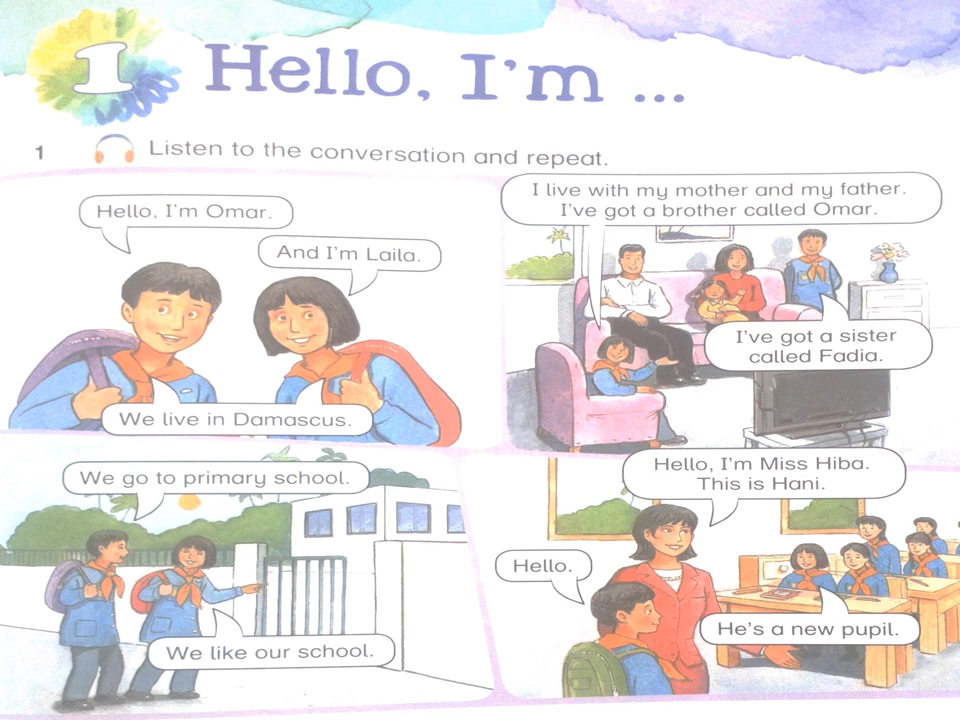 1
Hello, I'm ...
1 Listen to the conversation and repeat.
Hello, I'm Omar.
And I'm Laila.
We live in Damascus.
I live with my mother and my father.
I've got a brother called Omar.
I've got a sister
called Fadia.
We go to primary school.
We like our school.
Hello, I'm Miss Hiba.
This is Hani.
Hello.
He's a new pupil.